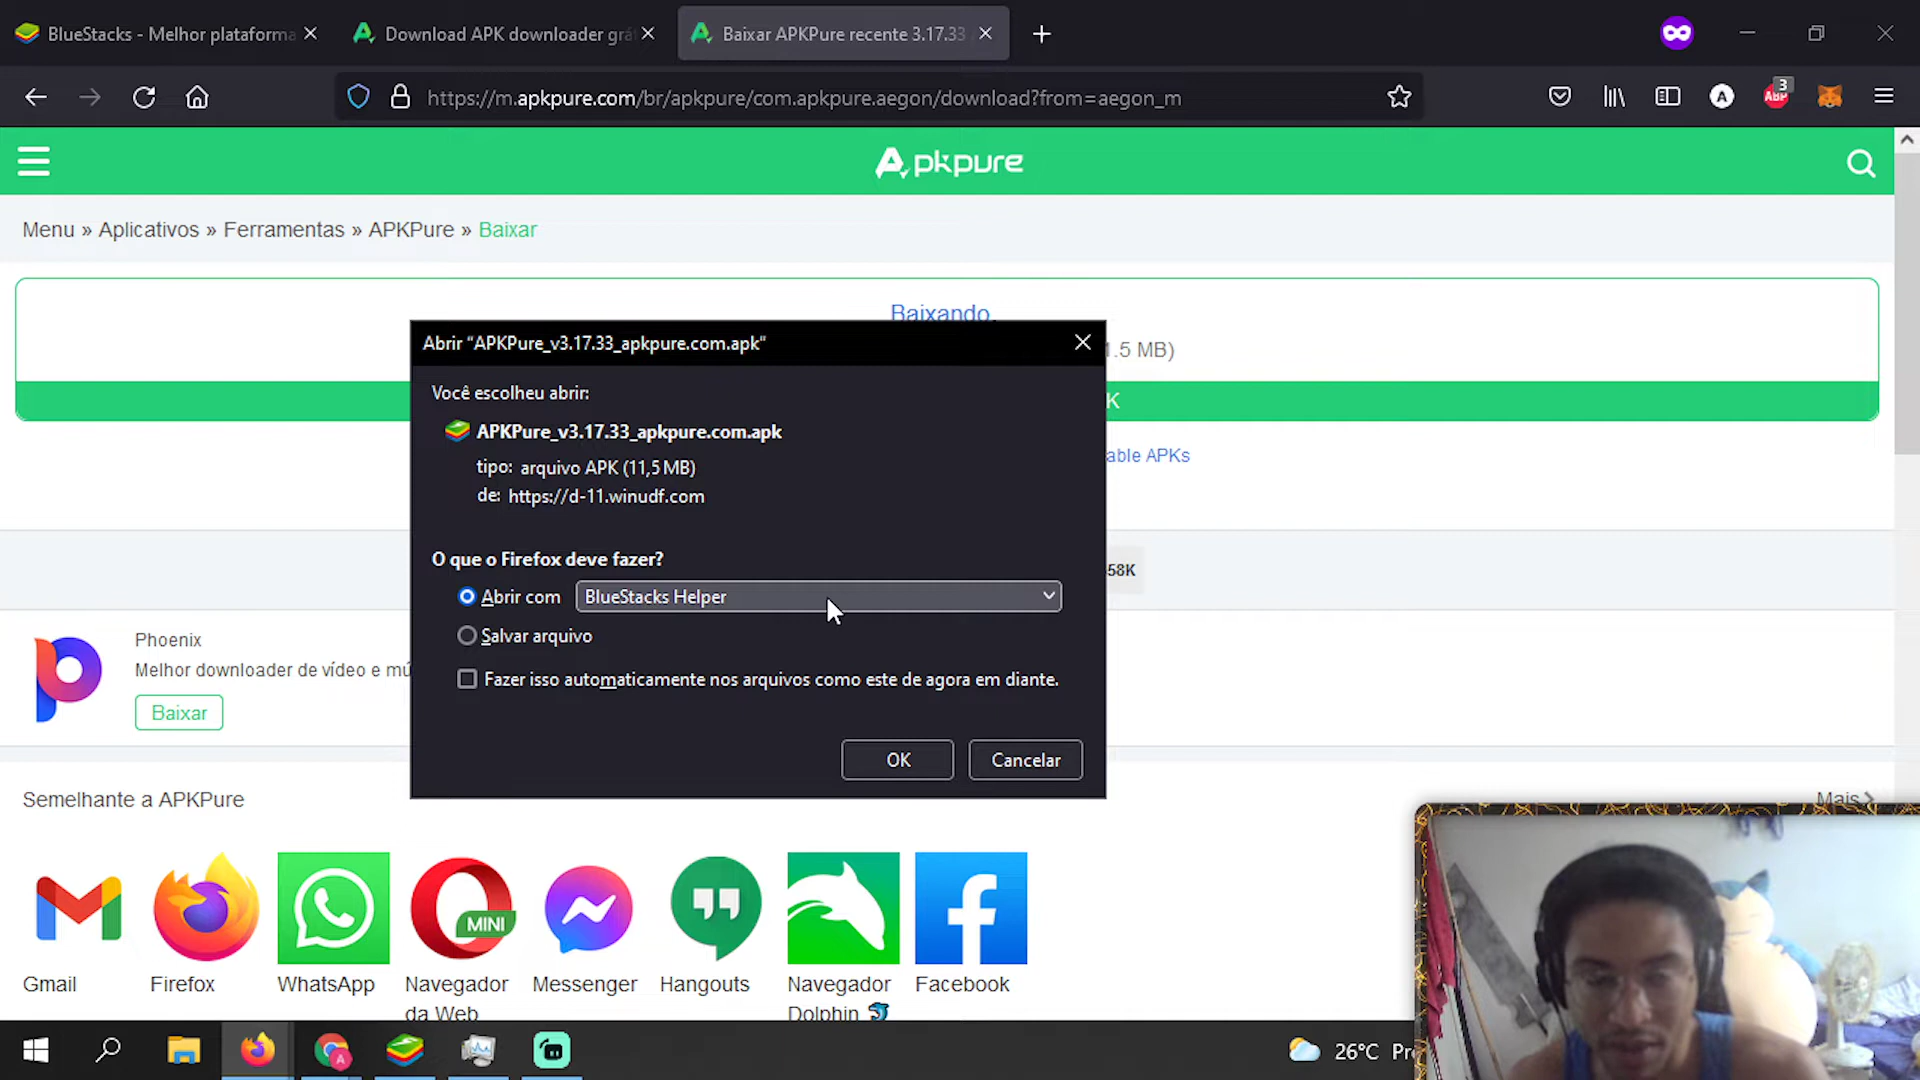 BlueStacks - Melhor plataforma
Download APK downloader grá
Baixar APKPure recente 3.17.33
https://m.apkpure.com/br/apkpure/com.apkpure.aegon/download?from=aegon_m
A
ABP
3
Apkpure
Menu » Aplicativos » Ferramentas » APKPure » Baixar
Baixando
.5 MB)
K
able APKs
58K
Abrir “APKPure_v3.17.33_apkpure.com.apk”
Você escolheu abrir:
APKPure_v3.17.33_apkpure.com.apk
tipo: arquivo APK (11,5 MB)
de: https://d-11.winudf.com
O que o Firefox deve fazer?
Abrir com BlueStacks Helper
Salvar arquivo
Fazer isso automaticamente nos arquivos como este de agora em diante.
OK Cancelar
Phoenix
Melhor downloader de vídeo e mú
Baixar
Semelhante a APKPure
Mais
MINI
Gmail
Firefox
WhatsApp
Navegador da Web
Messenger
Hangouts
Navegador Dolphin
Facebook
26°C